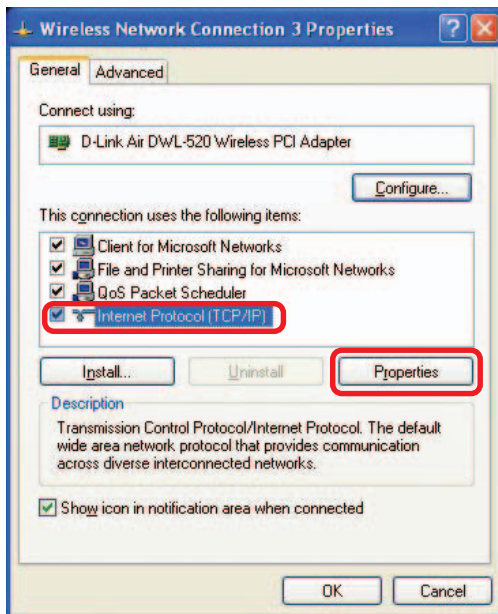 Wireless Network Connection 3 Properties
General Advanced
Connect using:
D-Link Air DWL-520 Wireless PCI Adapter
Configure...
This connection uses the following items:
Client for Microsoft Networks
File and Printer Sharing for Microsoft Networks
QoS Packet Scheduler
Internet Protocol (TCP/IP)
Install... Uninstall Properties
Description
Transmission Control Protocol/Internet Protocol. The default
wide area network protocol that provides communication
across diverse interconnected networks.
Show icon in notification area when connected
OK Cancel